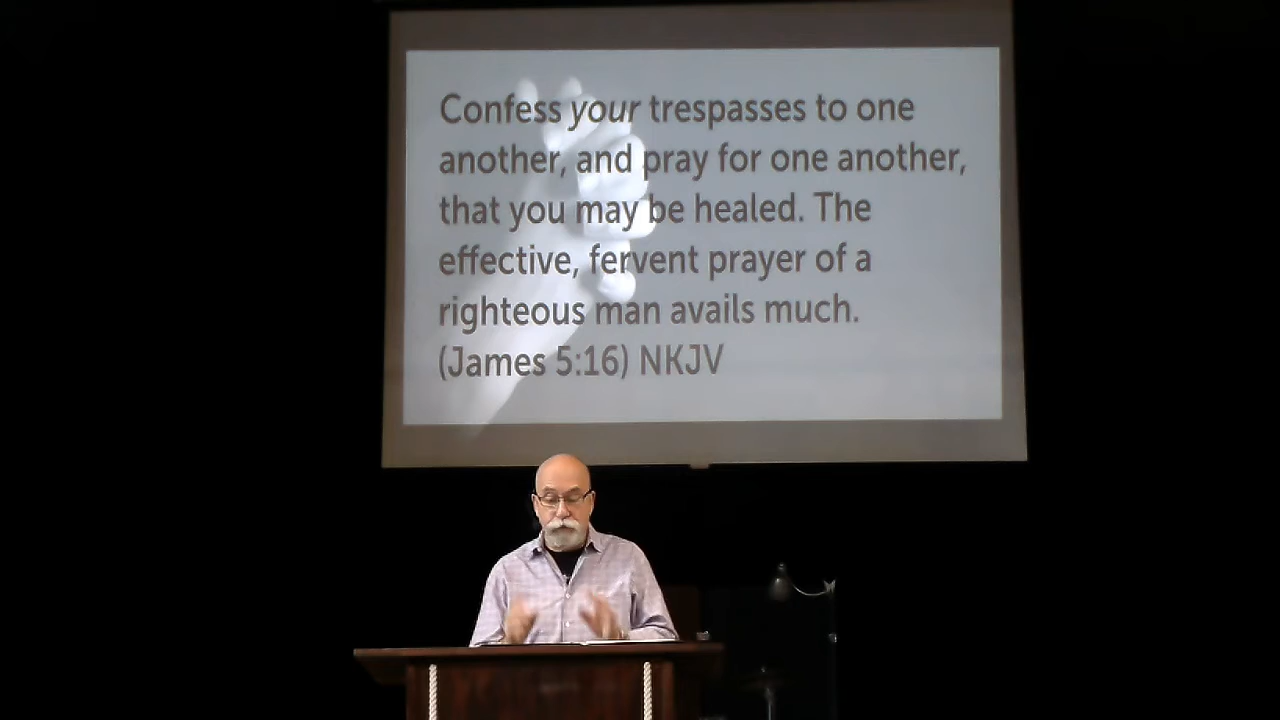 Confess your trespasses to one
another, and pray for one another,
that you may be healed. The
effective, fervent prayer of a
righteous man avails much.
(James 5:16) NKJV